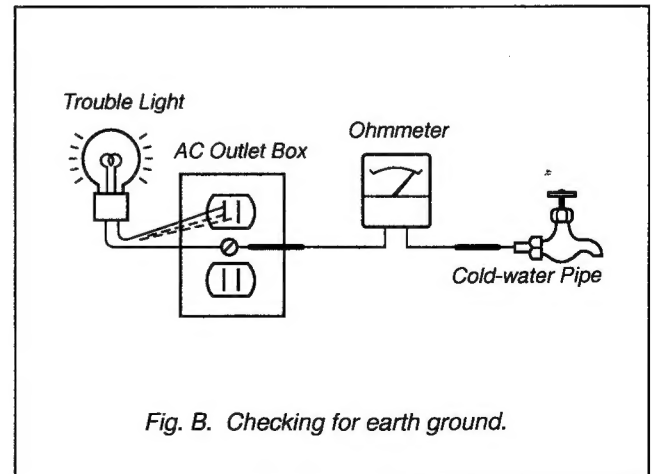 Trouble Light
Ohmmeter
AC Outlet Box
Cold-water Pipe
Fig. B. Checking for earth ground.